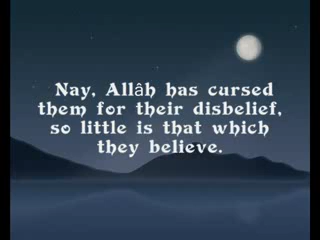 Nay, Allâh has cursed
them for their disbelief,
so little is that which
they believe.